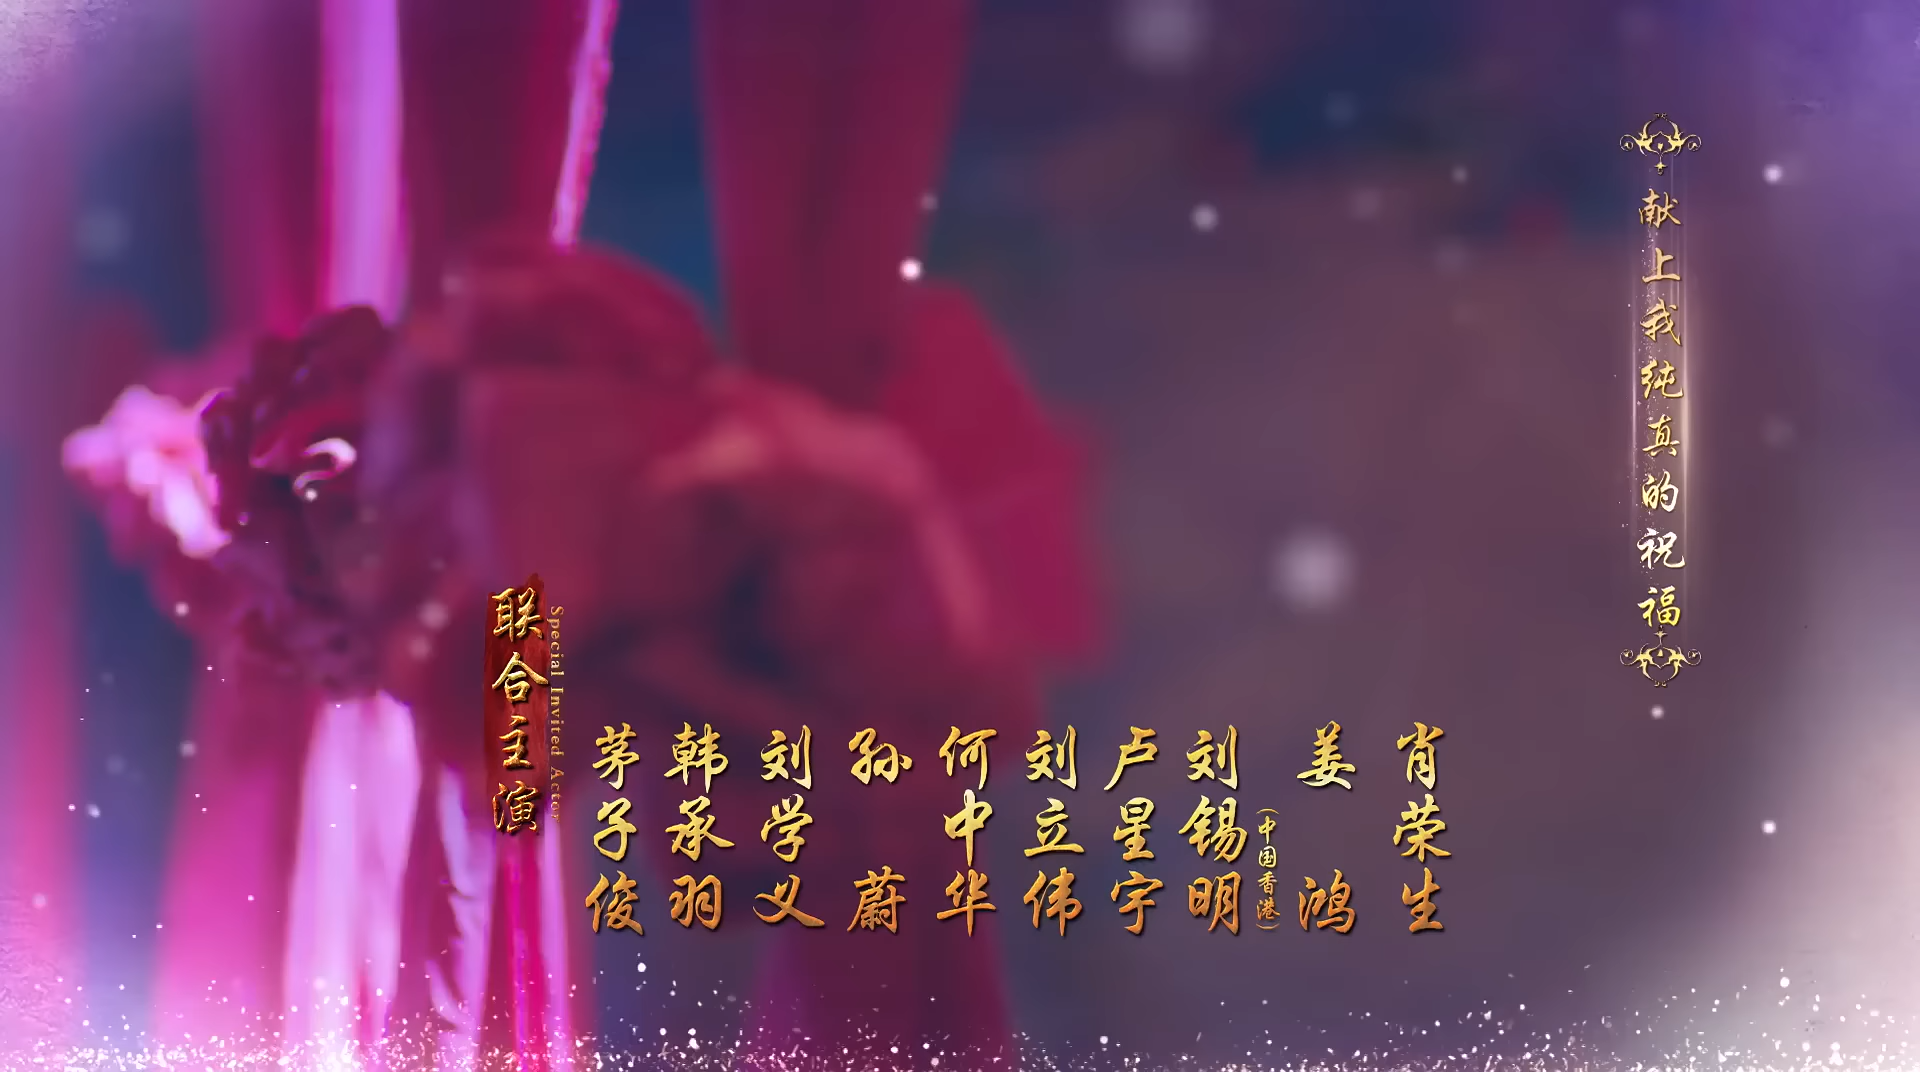 献上我纯真的祝福
联合主演
Special Invited Actor
茅子俊
韩承羽
刘学义
孙蔚
何中华
刘立伟
卢星宇
刘锡明
(中国香港)
姜鸿
肖荣生